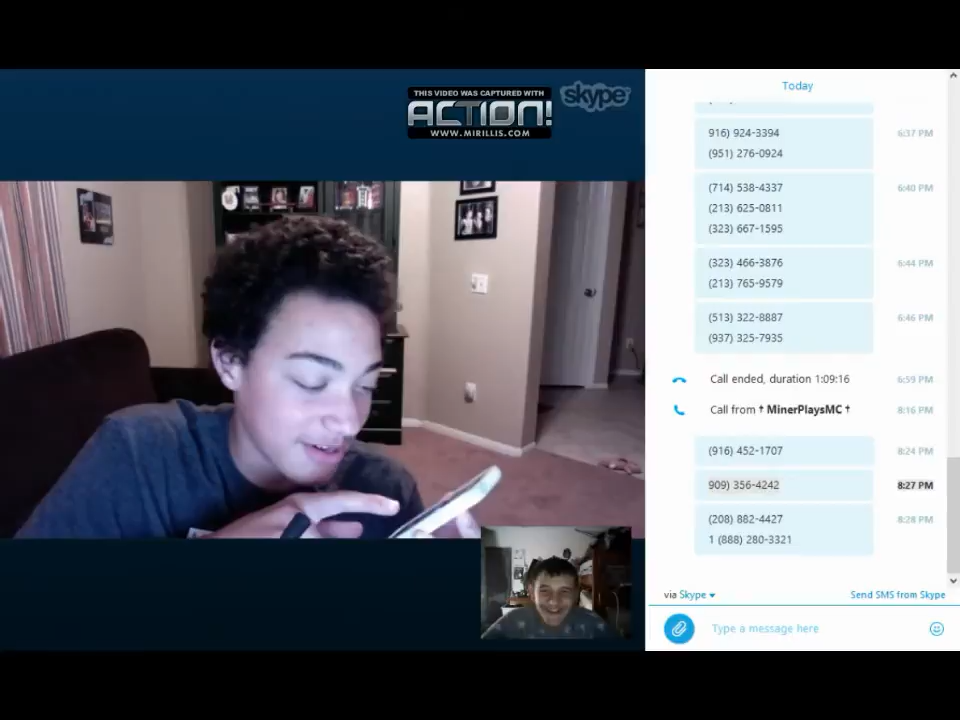 THIS VIDEO WAS CAPTURED WITH
ACTION!
WWW.MIRILLIS.COM
skype
Today
916) 924-3394
6:37 PM
(951) 276-0924
(714) 538-4337
6:40 PM
(213) 625-0811
(323) 667-1595
(323) 466-3876
6:44 PM
(213) 765-9579
(513) 322-8887
6:46 PM
(937) 325-7935
Call ended, duration 1:09:16
6:59 PM
Call from † MinerPlaysMC †
8:16 PM
(916) 452-1707
8:24 PM
909) 356-4242
8:27 PM
(208) 882-4427
8:28 PM
1 (888) 280-3321
via Skype
Send SMS from Skype
Type a message here